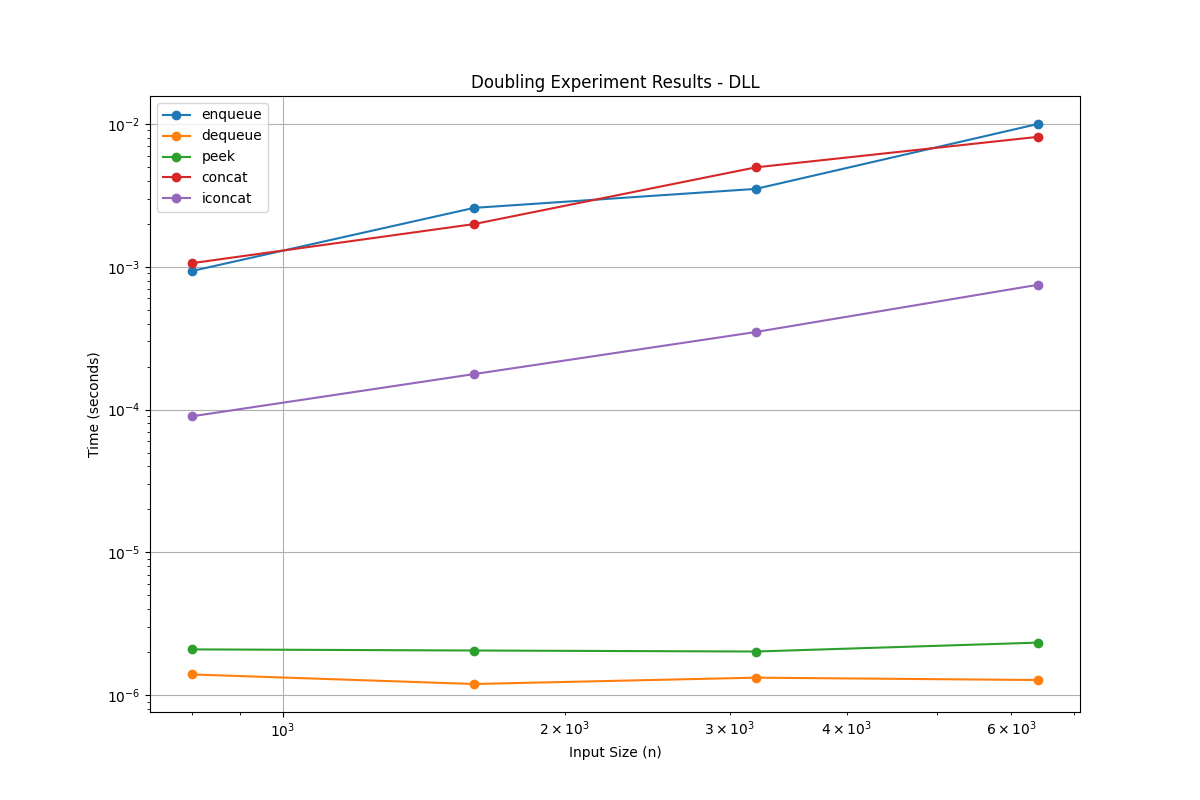 Doubling Experiment Results - DLL
enqueue
dequeue
peek
concat
iconcat
10⁻²
10⁻³
10⁻⁴
10⁻⁵
10⁻⁶
Time (seconds)
10³
2 × 10³
3 × 10³
4 × 10³
6 × 10³
Input Size (n)